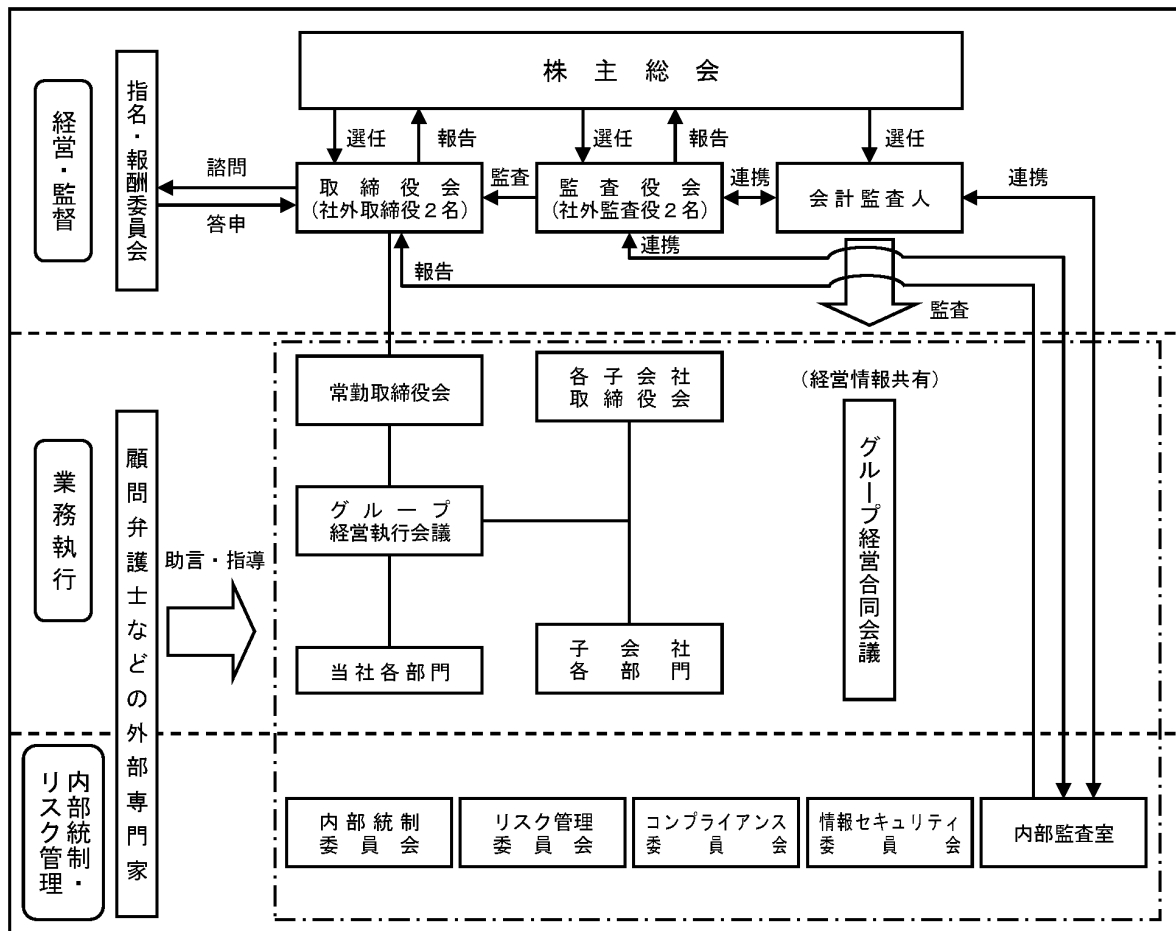 株主総会
経営・監督
指名・報酬委員会
選任
報告
選任
報告
選任
諮問
答申
取締役会
(社外取締役２名)
監査
監査役会
(社外監査役２名)
連携
会計監査人
連携
報告
連携
監査
業務執行
顧問弁護士などの外部専門家
助言・指導
常勤取締役会
各子会社
取締役会
(経営情報共有)
グループ
経営執行会議
グループ経営合同会議
当社各部門
子会社
各部門
内部統制・
リスク管理
内部統制
委員会
リスク管理
委員会
コンプライアンス
委員会
情報セキュリティ
委員会
内部監査室